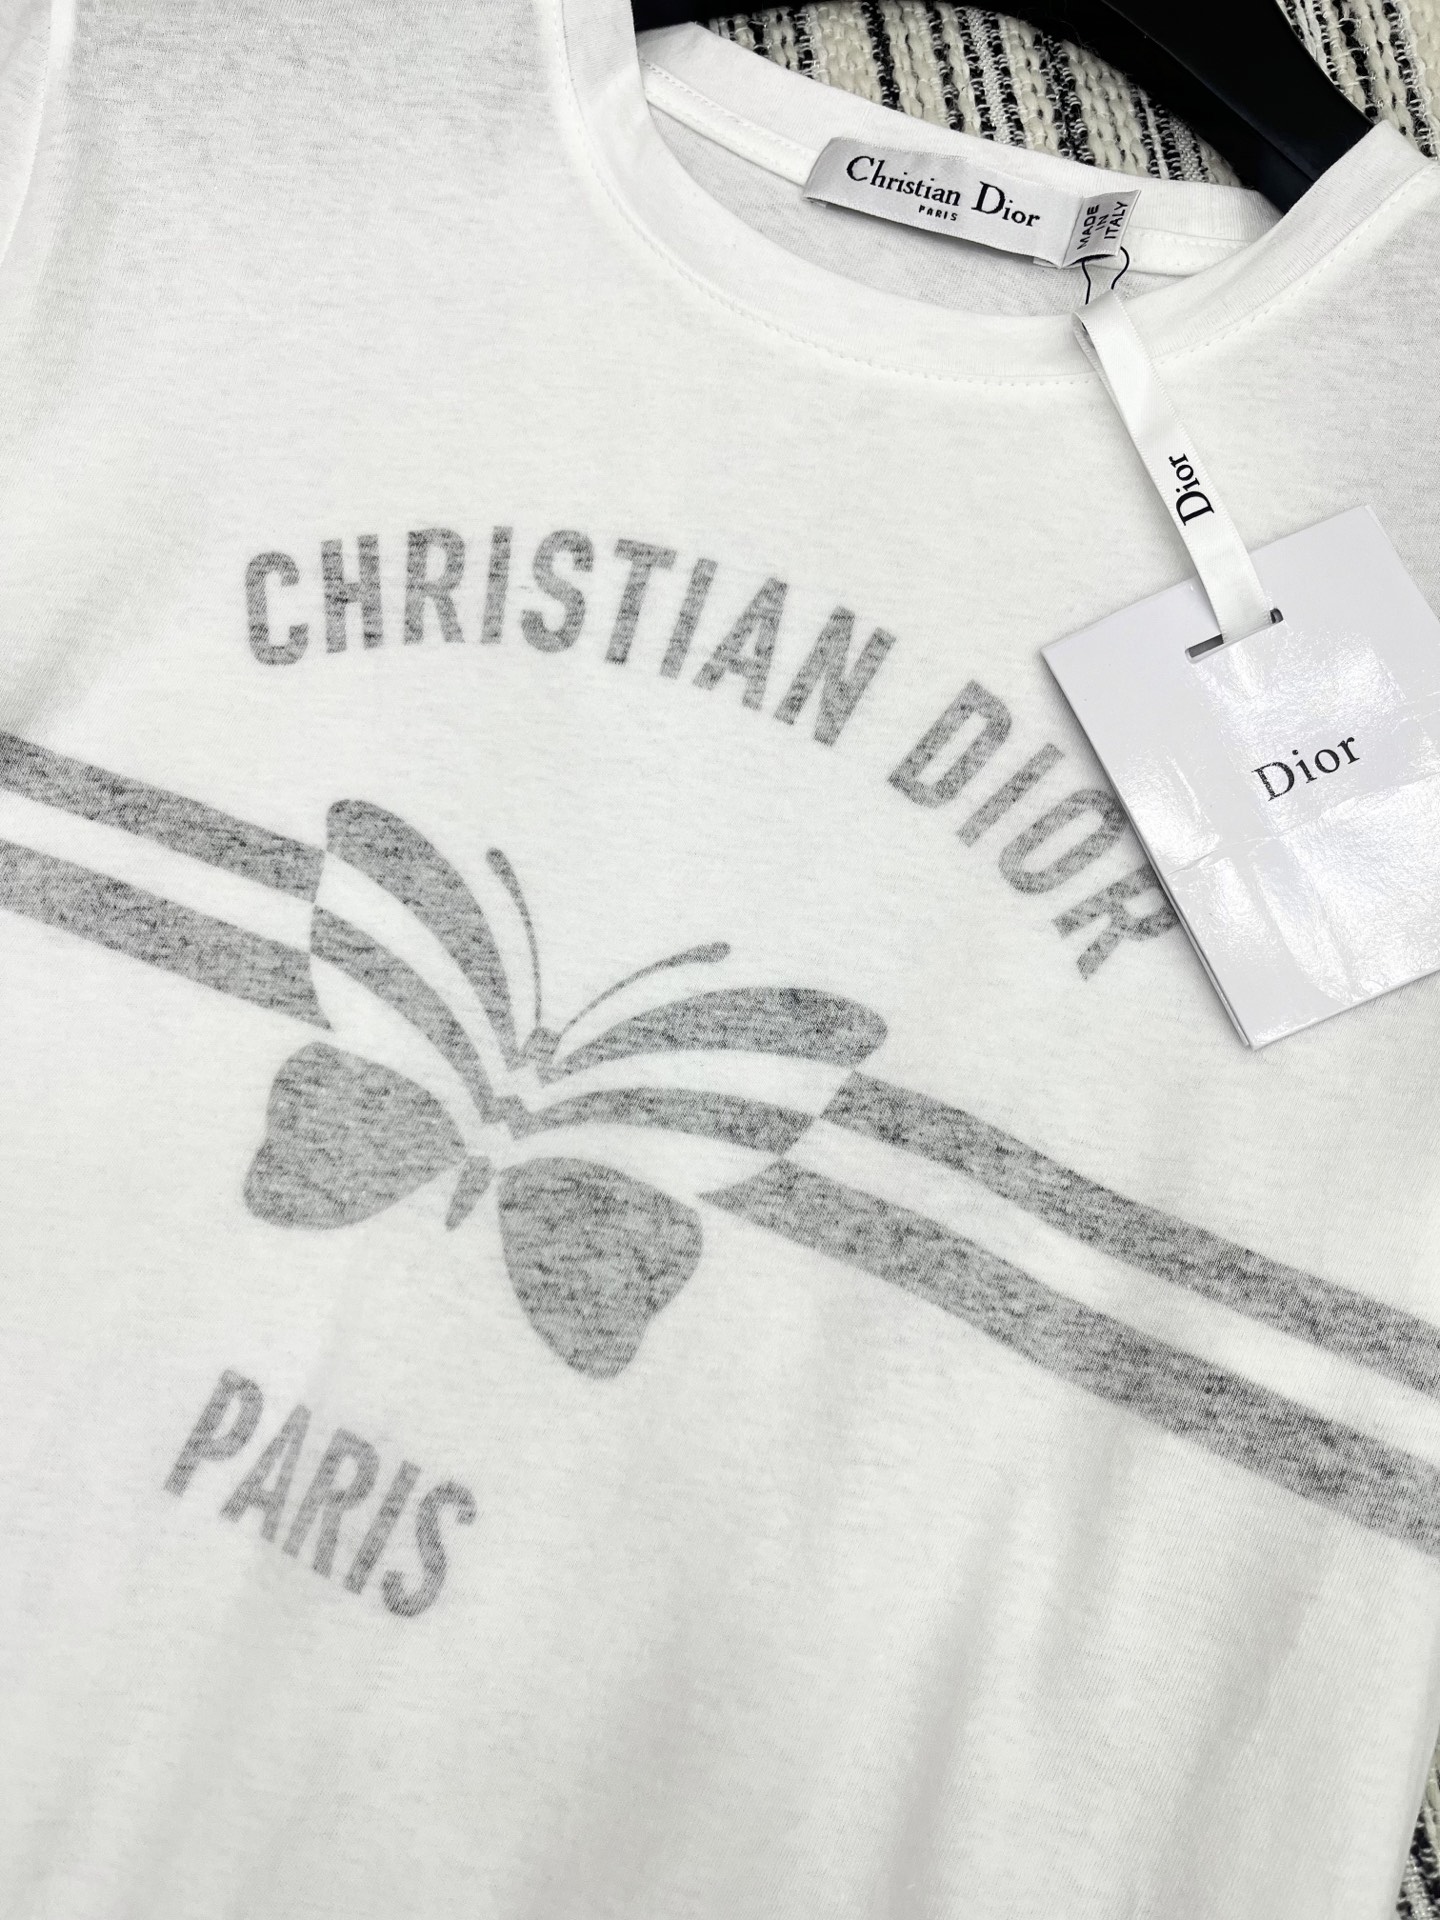 Christian Dior
PARIS
MADE
IN
ITALY
Dior
Dior
CHRISTIAN DIOR
PARIS